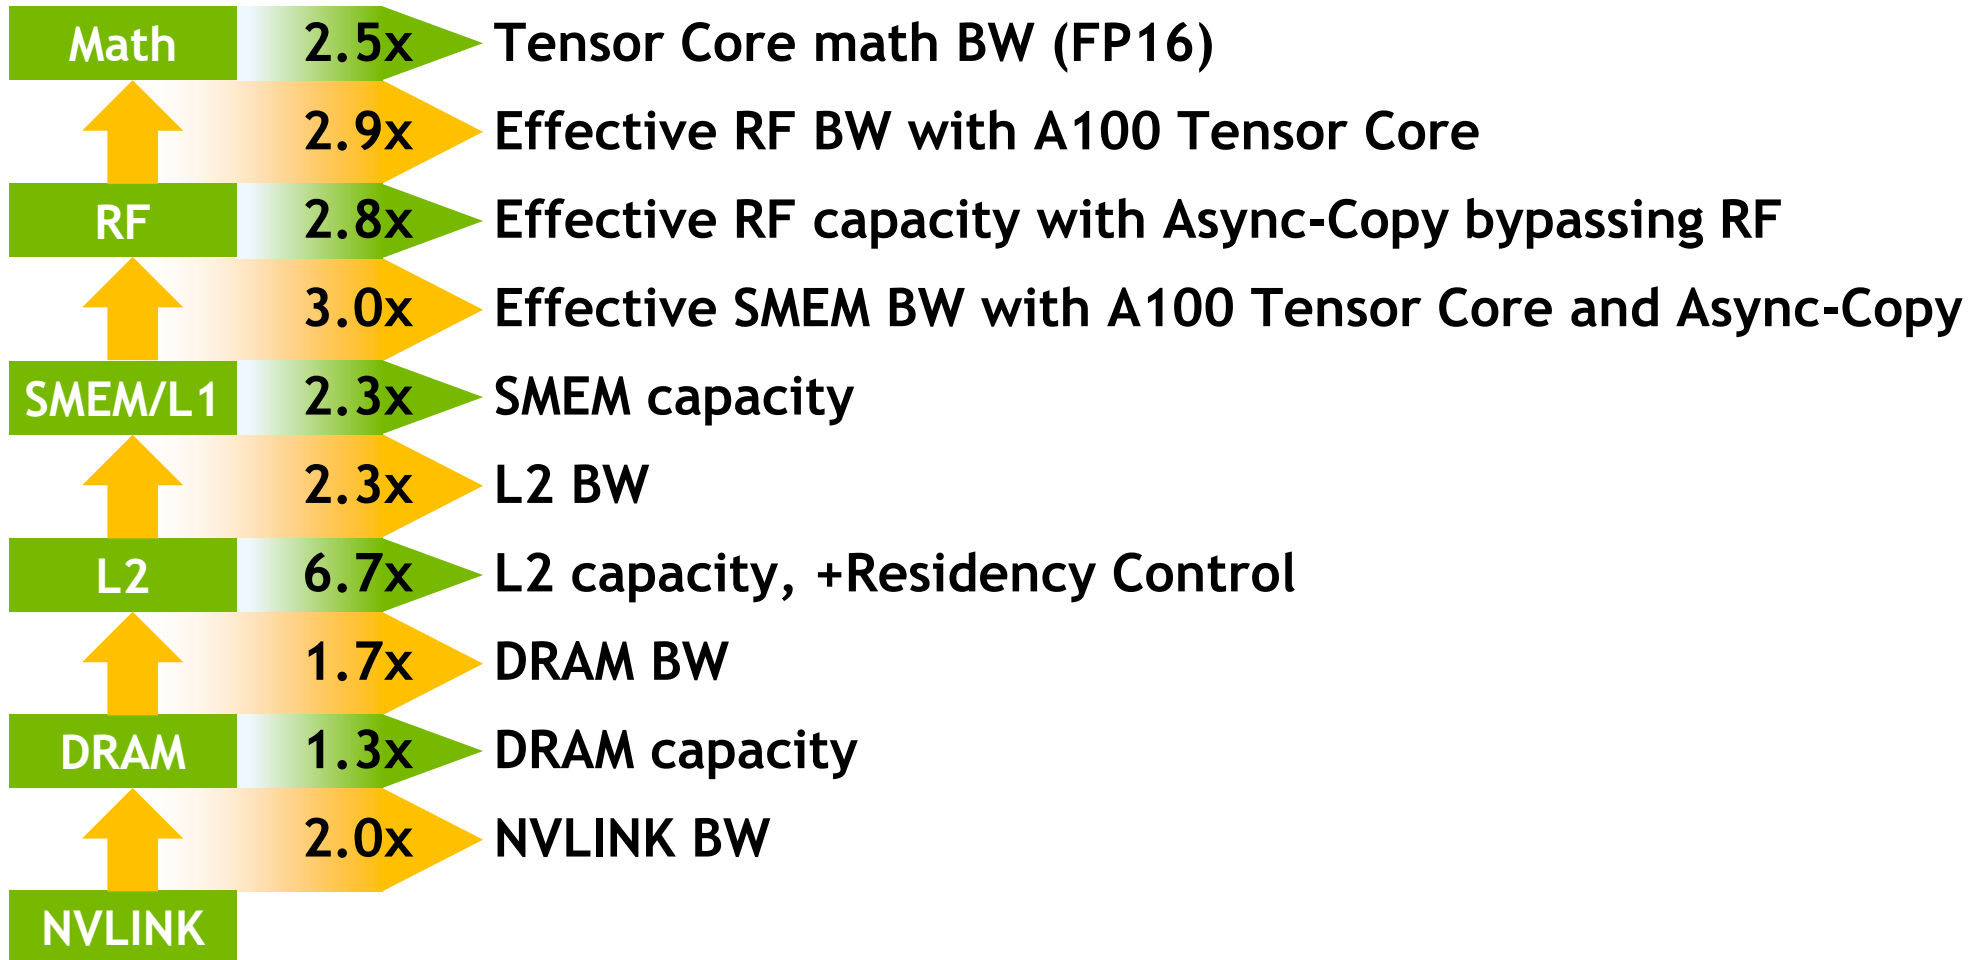 Math 2.5x Tensor Core math BW (FP16)
2.9x Effective RF BW with A100 Tensor Core
RF 2.8x Effective RF capacity with Async-Copy bypassing RF
3.0x Effective SMEM BW with A100 Tensor Core and Async-Copy
SMEM/L1 2.3x SMEM capacity
2.3x L2 BW
L2 6.7x L2 capacity, +Residency Control
1.7x DRAM BW
DRAM 1.3x DRAM capacity
2.0x NVLINK BW
NVLINK